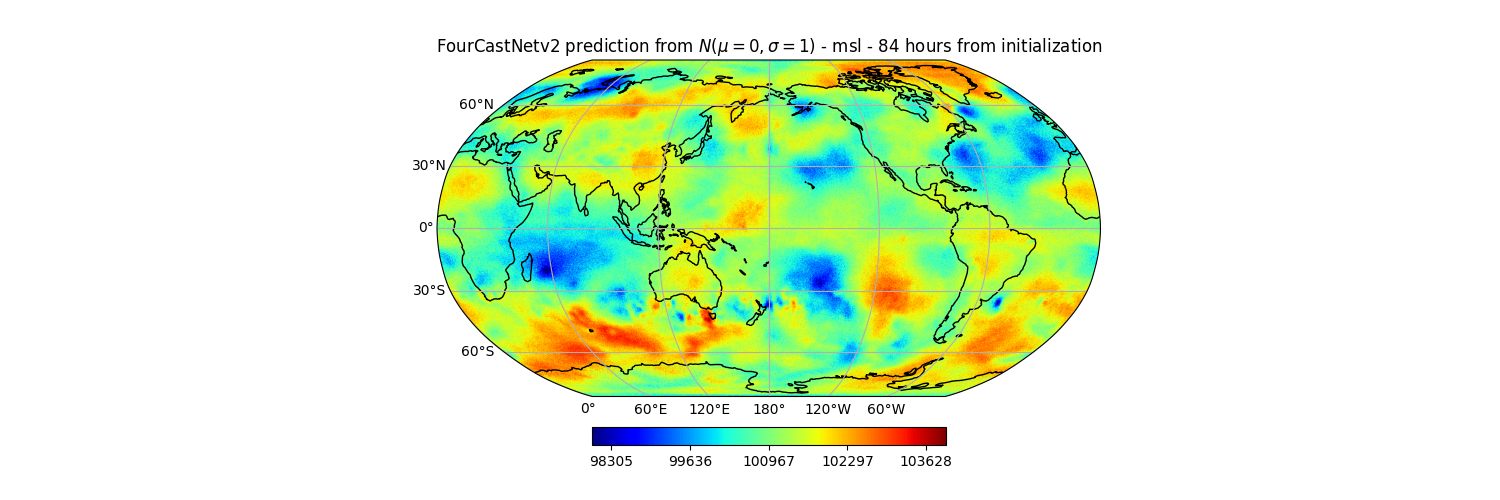 FourCastNetv2 prediction from N(μ = 0, σ = 1) - msl - 84 hours from initialization
60°N
30°N
0°
30°S
60°S
0° 60°E 120°E 180° 120°W 60°W
98305 99636 100967 102297 103628